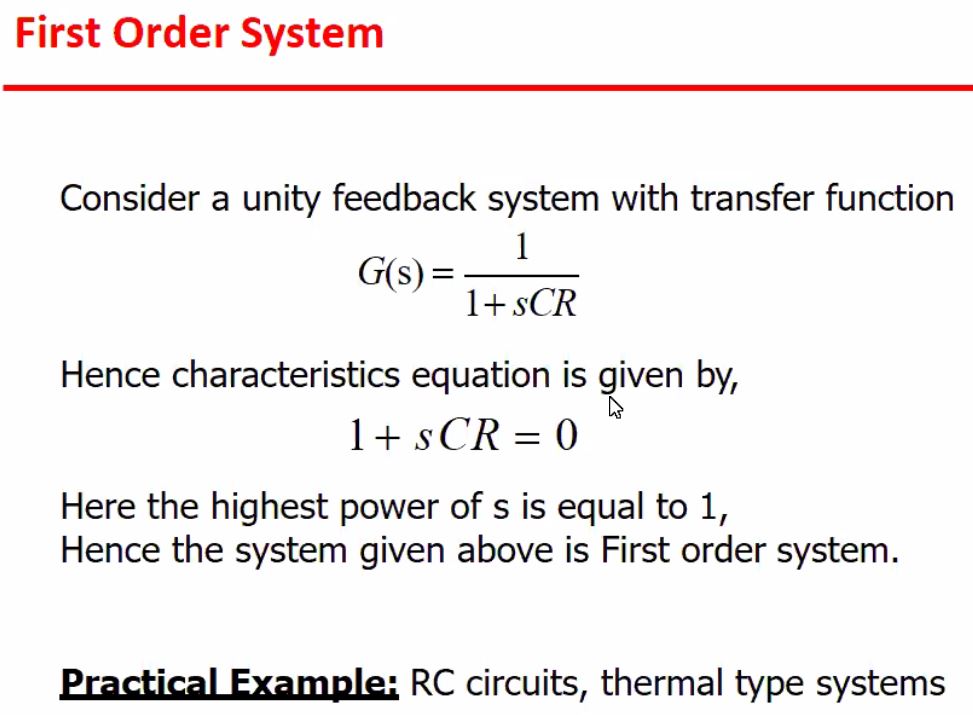 First Order System
Consider a unity feedback system with transfer function
G(s) = 1 / (1 + sCR)
Hence characteristics equation is given by,
1 + sCR = 0
Here the highest power of s is equal to 1,
Hence the system given above is First order system.
Practical Example: RC circuits, thermal type systems